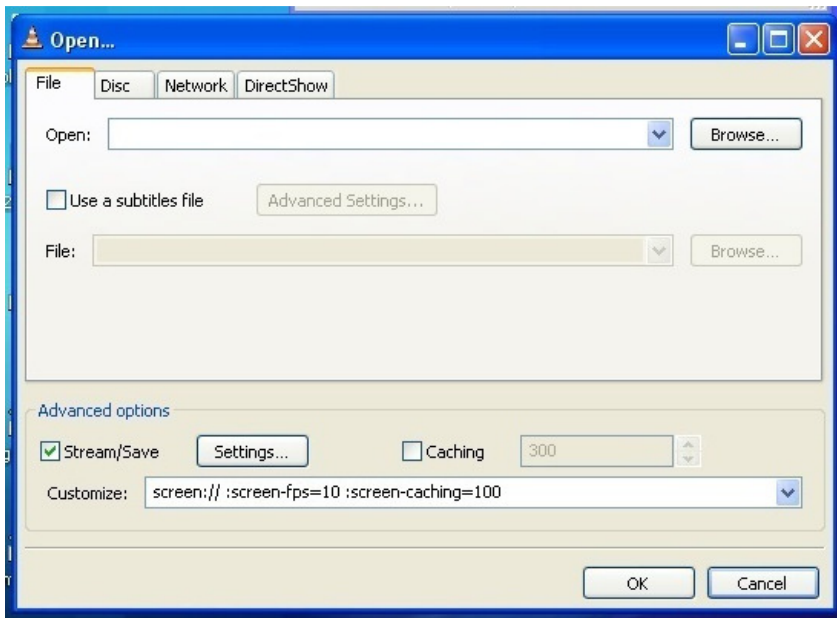 Open...
File Disc Network DirectShow
Open: Browse...
Use a subtitles file Advanced Settings...
File: Browse...
Advanced options
Stream/Save Settings... Caching 300
Customize: screen:// :screen-fps=10 :screen-caching=100
OK Cancel